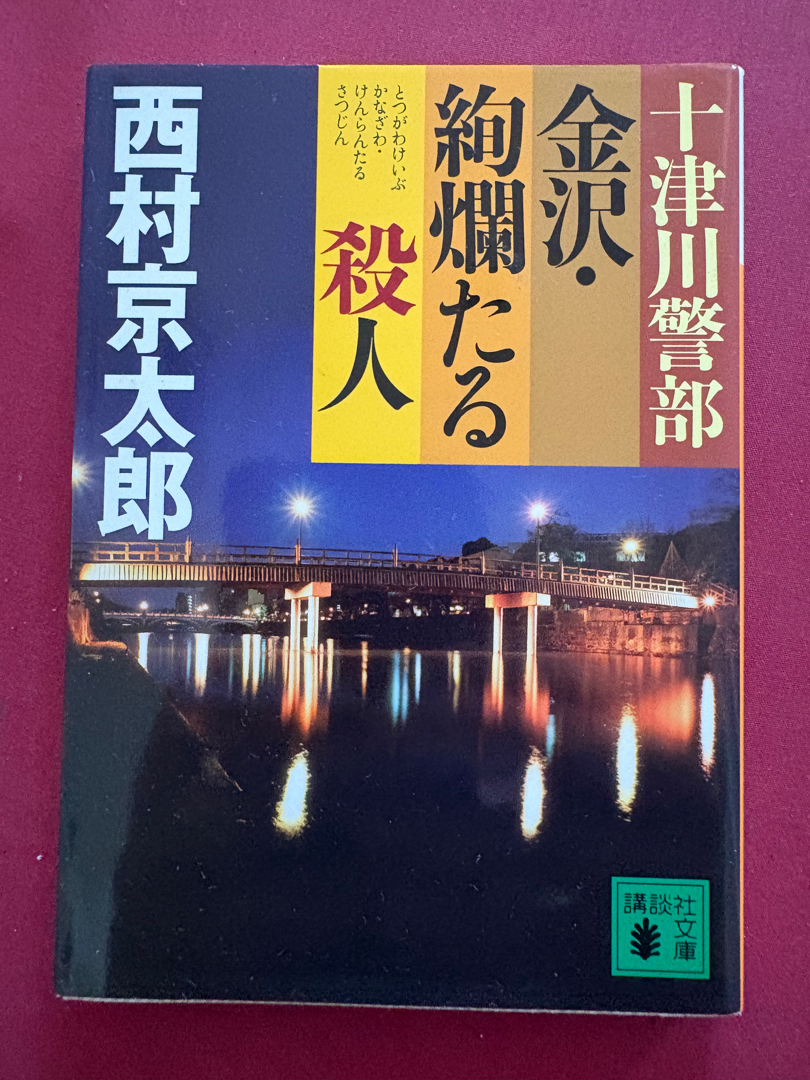 十津川警部
金沢・
絢爛たる
殺人
とつがわけいぶ
かなざわ・
けんらんたる
さつじん
西村京太郎
講談社
文庫